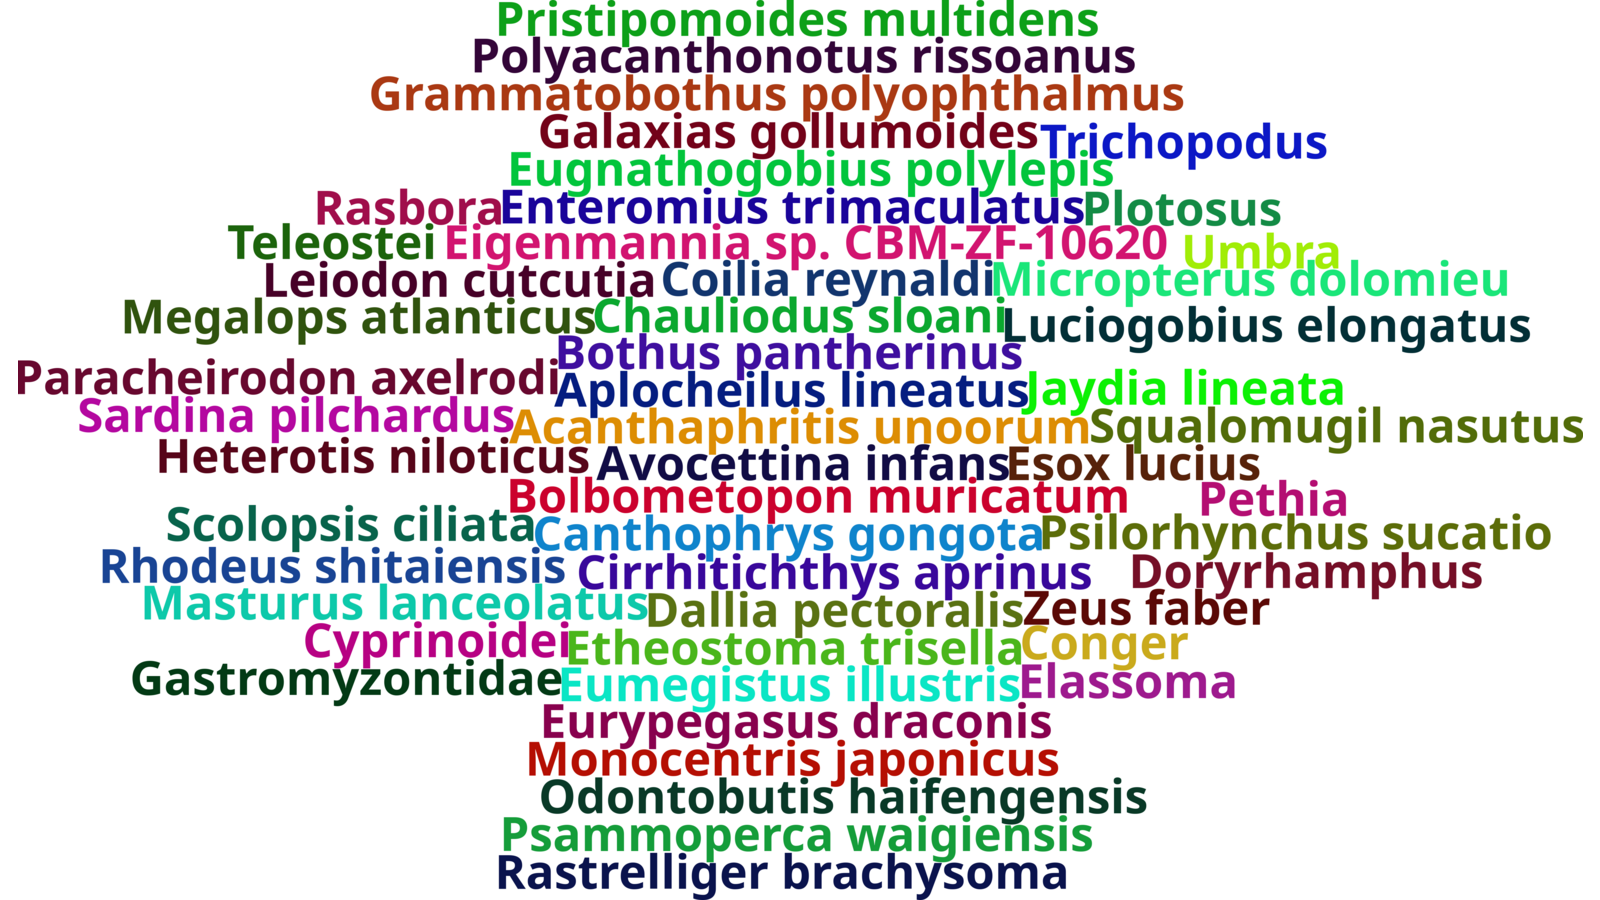 Pristipomoides multidens
Polyacanthonotus rissoanus
Grammatobothus polyophthalmus
Galaxias gollumoides Trichopodus
Eugnathogobius polylepis
Rasbora Enteromius trimaculatus Plotosus
Teleostei Eigenmannia sp. CBM-ZF-10620 Umbra
Leiodon cutcutia Coilia reynaldi Micropterus dolomieu
Megalops atlanticus Chauliodus sloani Luciogobius elongatus
Bothus pantherinus
Paracheirodon axelrodi Aplocheilus lineatus Jaydia lineata
Sardina pilchardus Acanthaphritis unoorum Squalomugil nasutus
Heterotis niloticus Avocettina infans Esox lucius
Bolbometopon muricatum Pethia
Scolopsis ciliata Canthophrys gongota Psilorhynchus sucatio
Rhodeus shitaiensis Cirrhitichthys aprinus Doryrhamphus
Masturus lanceolatus Dallia pectoralis Zeus faber
Cyprinoidei Etheostoma trisella Conger
Gastromyzontidae Eumegistus illustris Elassoma
Eurypegasus draconis
Monocentris japonicus
Odontobutis haifengensis
Psammoperca waigiensis
Rastrelliger brachysoma